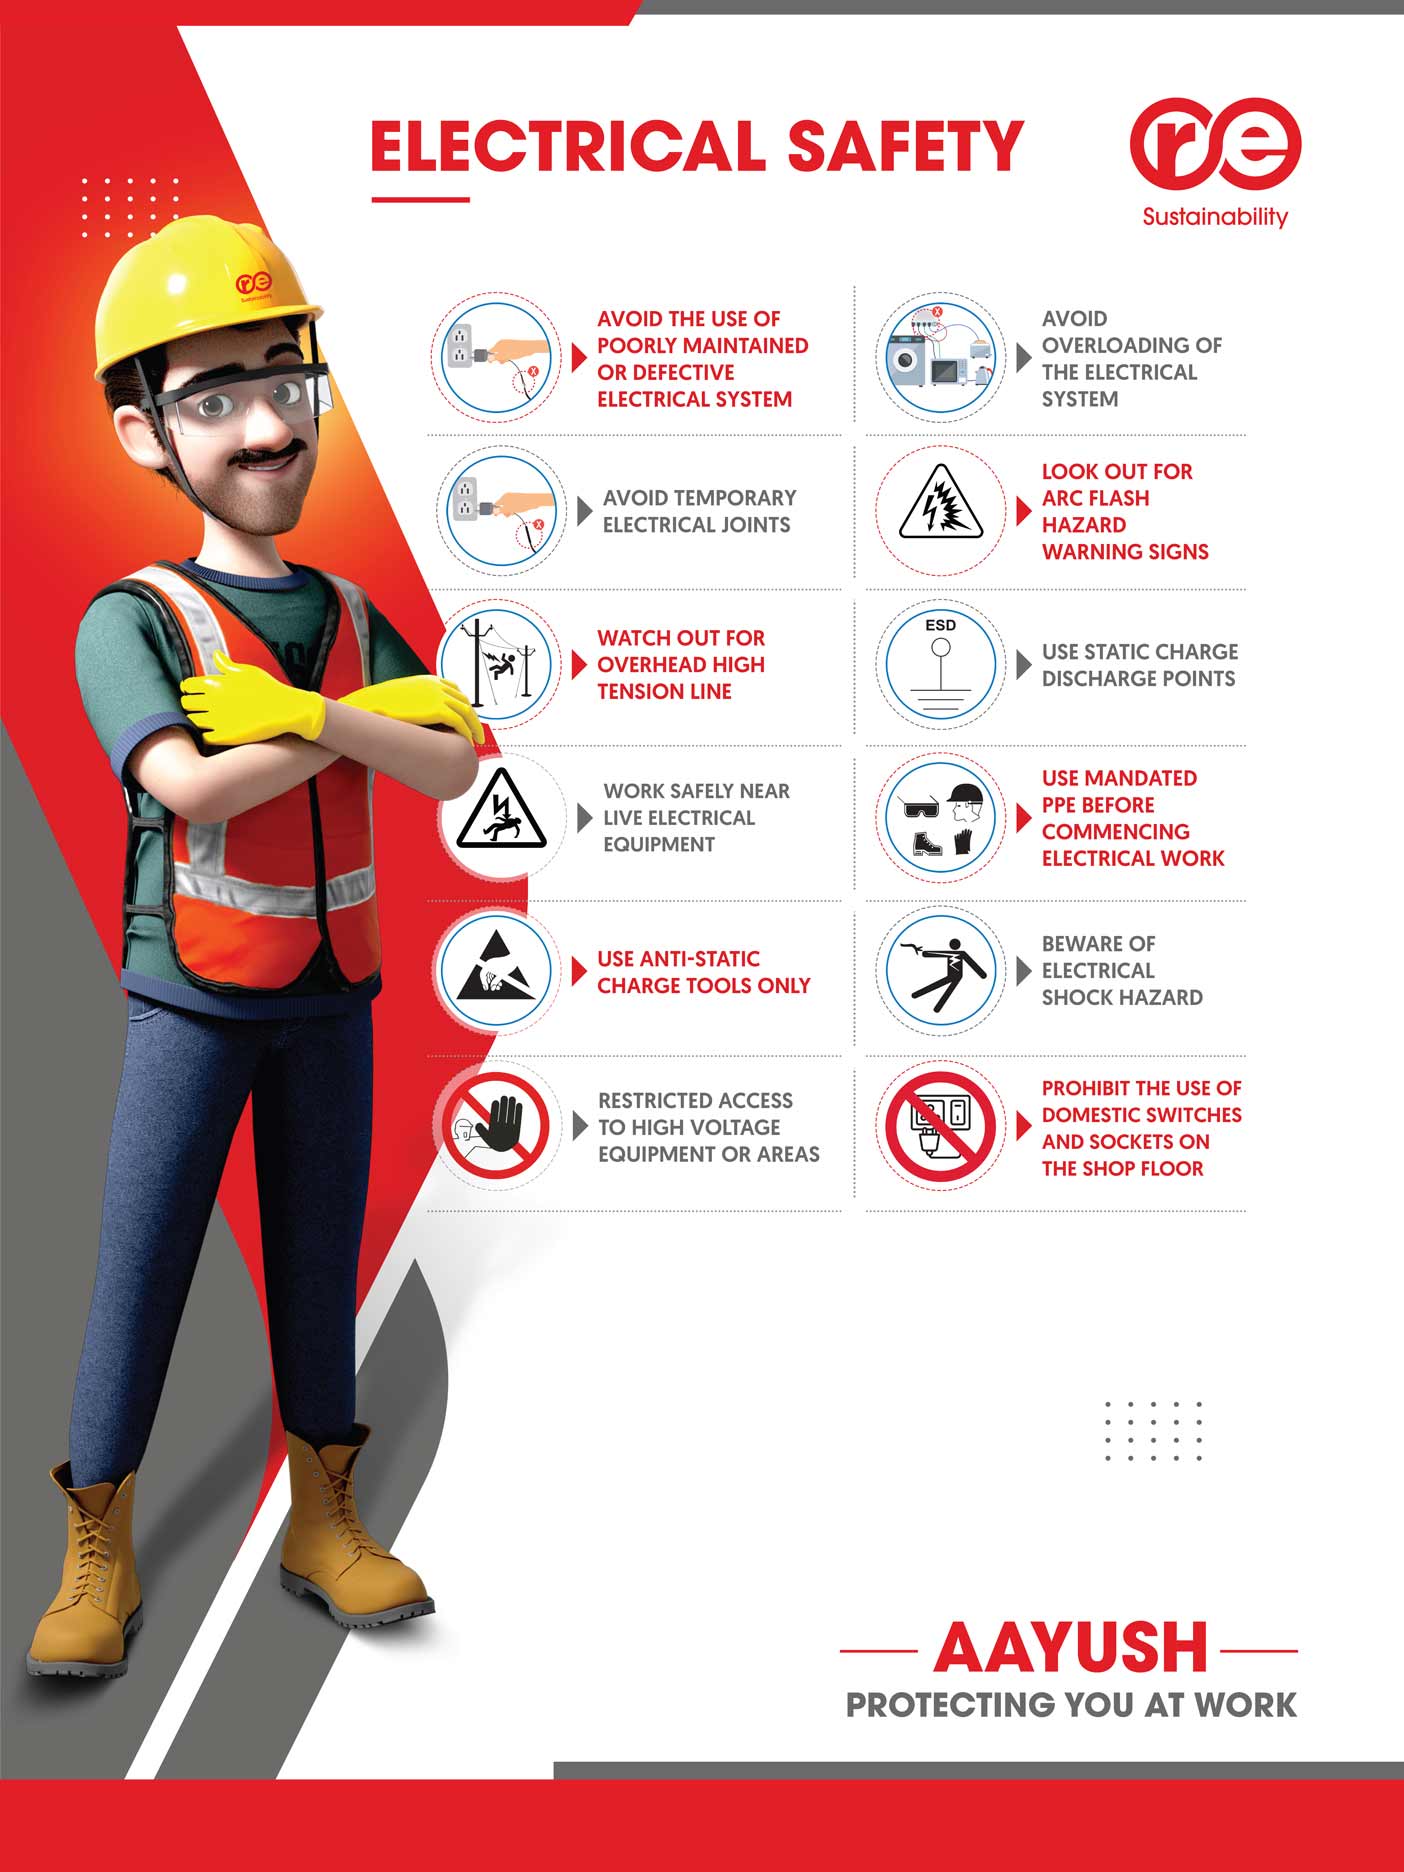 ELECTRICAL SAFETY
re
Sustainability
re
Sustainability
AVOID THE USE OF
POORLY MAINTAINED
OR DEFECTIVE
ELECTRICAL SYSTEM
X
AVOID
OVERLOADING OF
THE ELECTRICAL
SYSTEM
X
AVOID TEMPORARY
ELECTRICAL JOINTS
X
LOOK OUT FOR
ARC FLASH
HAZARD
WARNING SIGNS
WATCH OUT FOR
OVERHEAD HIGH
TENSION LINE
ESD
USE STATIC CHARGE
DISCHARGE POINTS
WORK SAFELY NEAR
LIVE ELECTRICAL
EQUIPMENT
USE MANDATED
PPE BEFORE
COMMENCING
ELECTRICAL WORK
USE ANTI-STATIC
CHARGE TOOLS ONLY
BEWARE OF
ELECTRICAL
SHOCK HAZARD
RESTRICTED ACCESS
TO HIGH VOLTAGE
EQUIPMENT OR AREAS
PROHIBIT THE USE OF
DOMESTIC SWITCHES
AND SOCKETS ON
THE SHOP FLOOR
AAYUSH
PROTECTING YOU AT WORK